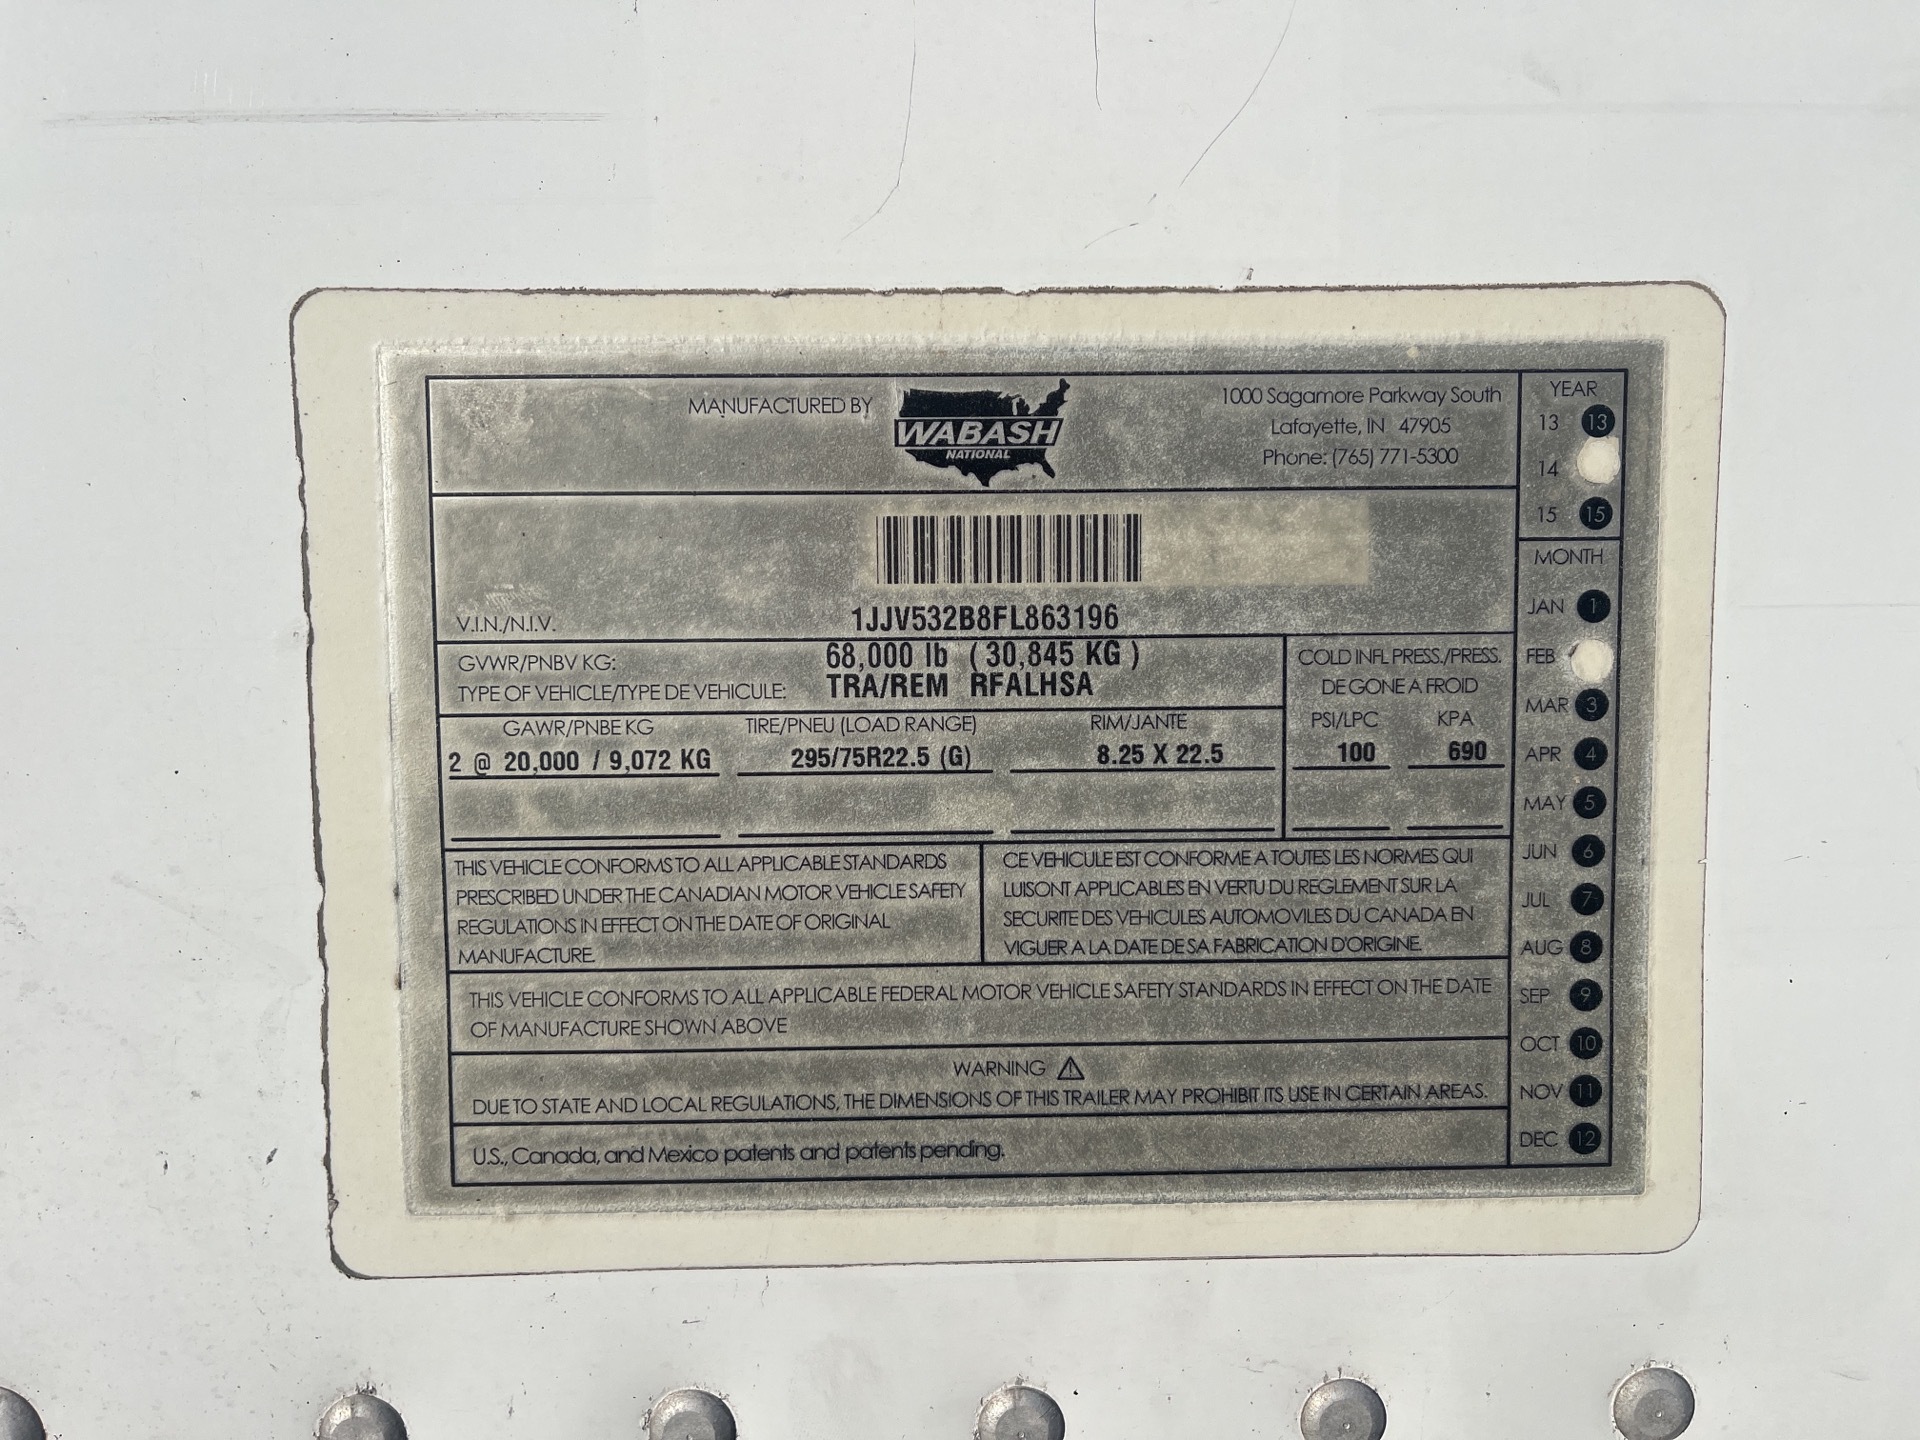 MANUFACTURED BY
WABASH
NATIONAL
1000 Sagamore Parkway South
Lafayette, IN 47905
Phone: (765) 771-5300
V.I.N./N.I.V.
1JJV532B8FL863196
GVWR/PNBV KG: 68,000 lb (30,845 KG)
TYPE OF VEHICLE/TYPE DE VEHICULE: TRA/REM RFALHSA
GAWR/PNBE KG TIRE/PNEU (LOAD RANGE) RIM/JANTE
2 @ 20,000 / 9,072 KG 295/75R22.5 (G) 8.25 X 22.5
COLD INFL PRESS./PRESS.
DE GONE A FROID
PSI/LPC KPA
100 690
THIS VEHICLE CONFORMS TO ALL APPLICABLE STANDARDS
PRESCRIBED UNDER THE CANADIAN MOTOR VEHICLE SAFETY
REGULATIONS IN EFFECT ON THE DATE OF ORIGINAL
MANUFACTURE.
CE VEHICULE EST CONFORME A TOUTES LES NORMES QUI
LUISONT APPLICABLES EN VERTU DU REGLEMENT SUR LA
SECURITE DES VEHICULES AUTOMOVILES DU CANADA EN
VIGUER A LA DATE DE SA FABRICATION D'ORIGINE.
THIS VEHICLE CONFORMS TO ALL APPLICABLE FEDERAL MOTOR VEHICLE SAFETY STANDARDS IN EFFECT ON THE DATE
OF MANUFACTURE SHOWN ABOVE
WARNING
DUE TO STATE AND LOCAL REGULATIONS, THE DIMENSIONS OF THIS TRAILER MAY PROHIBIT ITS USE IN CERTAIN AREAS.
U.S., Canada, and Mexico patents and patents pending.
YEAR
13 13
14
15 15
MONTH
JAN 1
FEB
MAR 3
APR 4
MAY 5
JUN 6
JUL 7
AUG 8
SEP 9
OCT 10
NOV 11
DEC 12